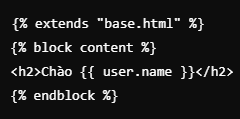 {% extends "base.html" %}
{% block content %}
<h2>Chào {{ user.name }}</h2>
{% endblock %}